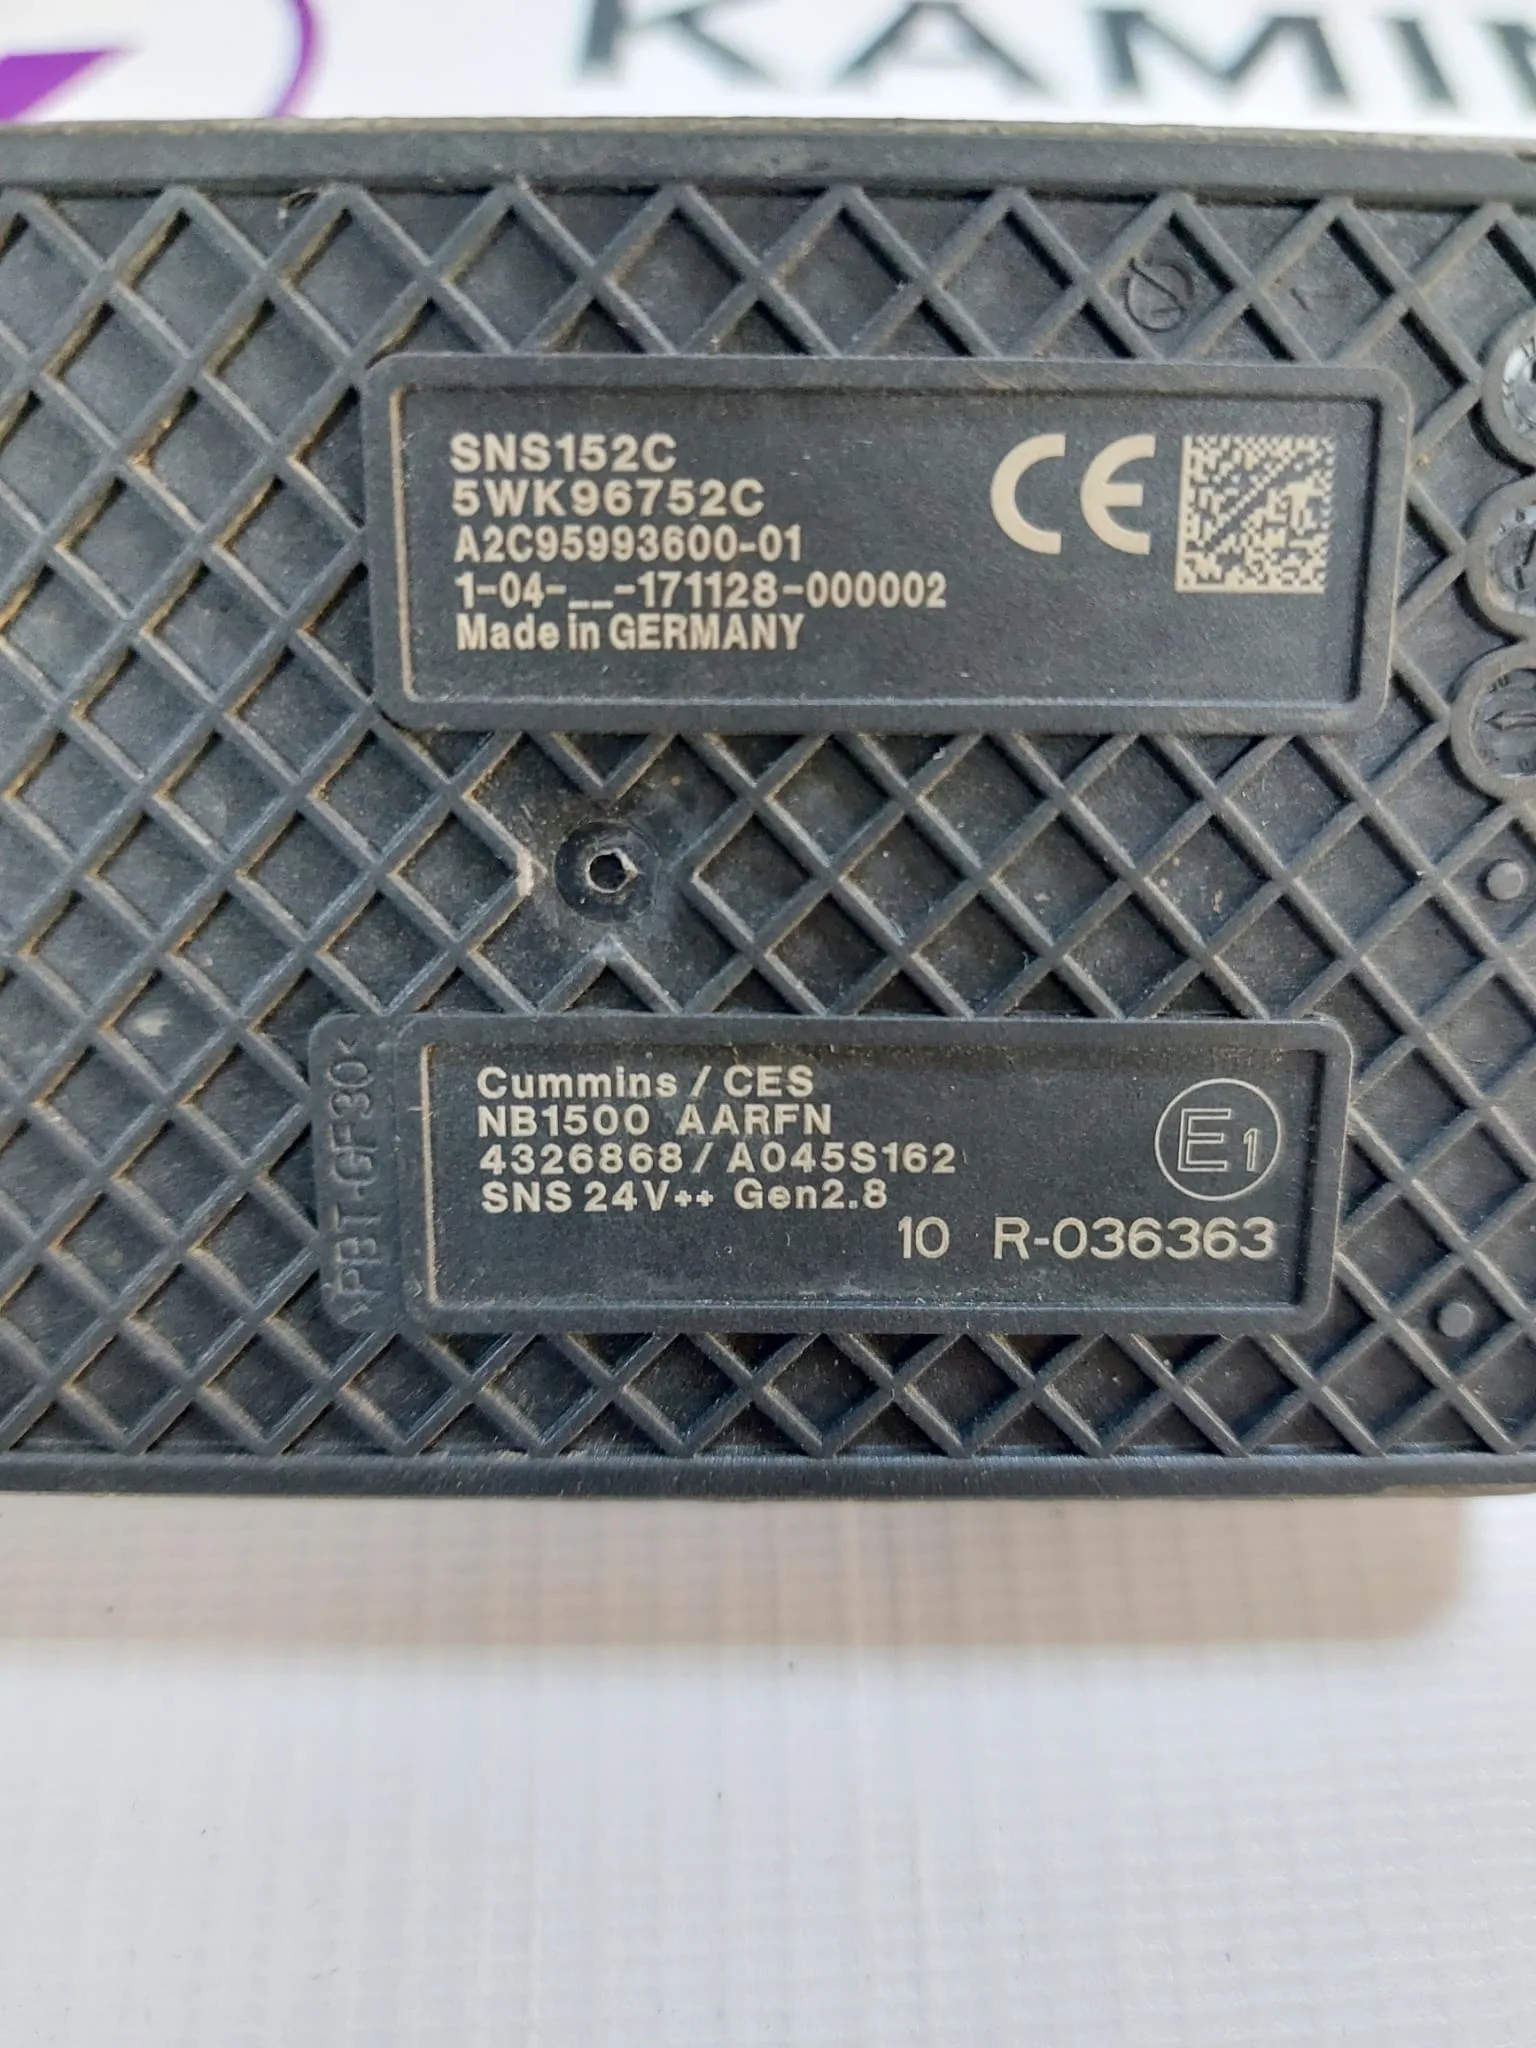 KAMIN
SNS152C
5WK96752C
A2C95993600-01
1-04-__-171128-000002
Made in GERMANY
CE
Cummins / CES
NB1500 AARFN
4326868 / A045S162
SNS 24V++ Gen2.8
E1
10 R-036363
>PBT-GF30<